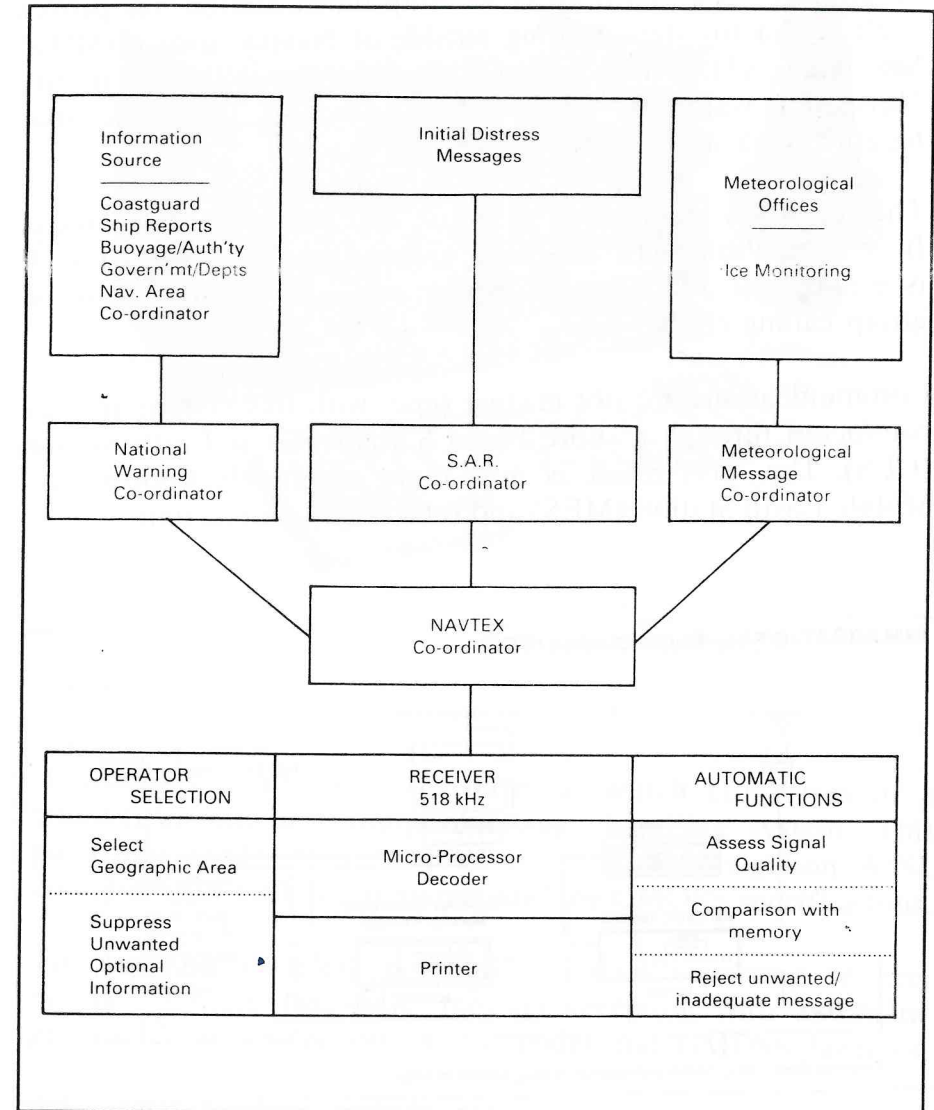 Information
Source
Coastguard
Ship Reports
Buoyage/Auth'ty
Govern'mt/Depts
Nav. Area
Co-ordinator
Initial Distress
Messages
Meteorological
Offices
Ice Monitoring
National
Warning
Co-ordinator
S.A.R.
Co-ordinator
Meteorological
Message
Co-ordinator
NAVTEX
Co-ordinator
OPERATOR
SELECTION
RECEIVER
518 kHz
AUTOMATIC
FUNCTIONS
Select
Geographic Area
Suppress
Unwanted
Optional
Information
Micro-Processor
Decoder
Printer
Assess Signal
Quality
Comparison with
memory
Reject unwanted/
inadequate message